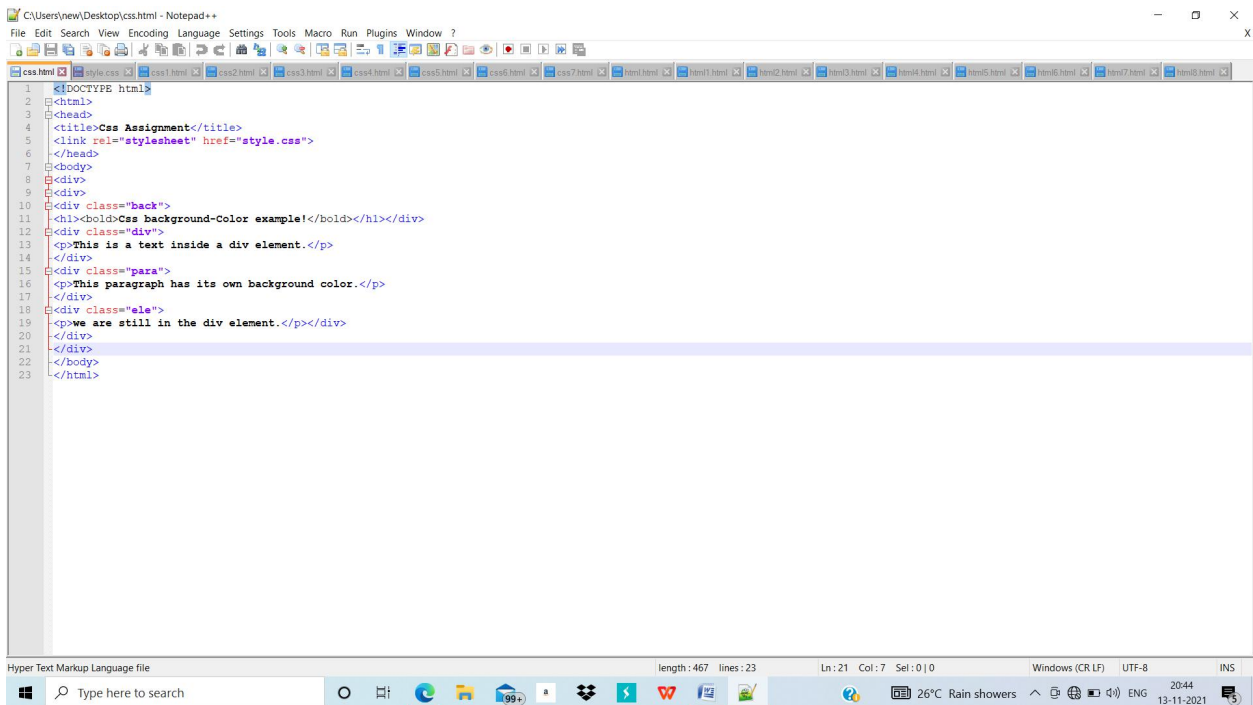 C:\Users\new\Desktop\css.html - Notepad++
File Edit Search View Encoding Language Settings Tools Macro Run Plugins Window ? X
css.html style.css css1.html css2.html css3.html css4.html css5.html css6.html css7.html html.html html1.html html2.html html3.html html4.html html5.html html6.html html7.html html8.html
1 <!DOCTYPE html>
2 <html>
3 <head>
4 <title>Css Assignment</title>
5 <link rel="stylesheet" href="style.css">
6 </head>
7 <body>
8 <div>
9 <div>
10 <div class="back">
11 <h1><bold>Css background-Color example!</bold></h1></div>
12 <div class="div">
13 <p>This is a text inside a div element.</p>
14 </div>
15 <div class="para">
16 <p>This paragraph has its own background color.</p>
17 </div>
18 <div class="ele">
19 <p>we are still in the div element.</p></div>
20 </div>
21 </div>
22 </body>
23 </html>
Hyper Text Markup Language file length : 467 lines : 23 Ln : 21 Col : 7 Sel : 0 | 0 Windows (CR LF) UTF-8 INS
Type here to search 99+ a 26°C Rain showers ENG 20:44
13-11-2021 5